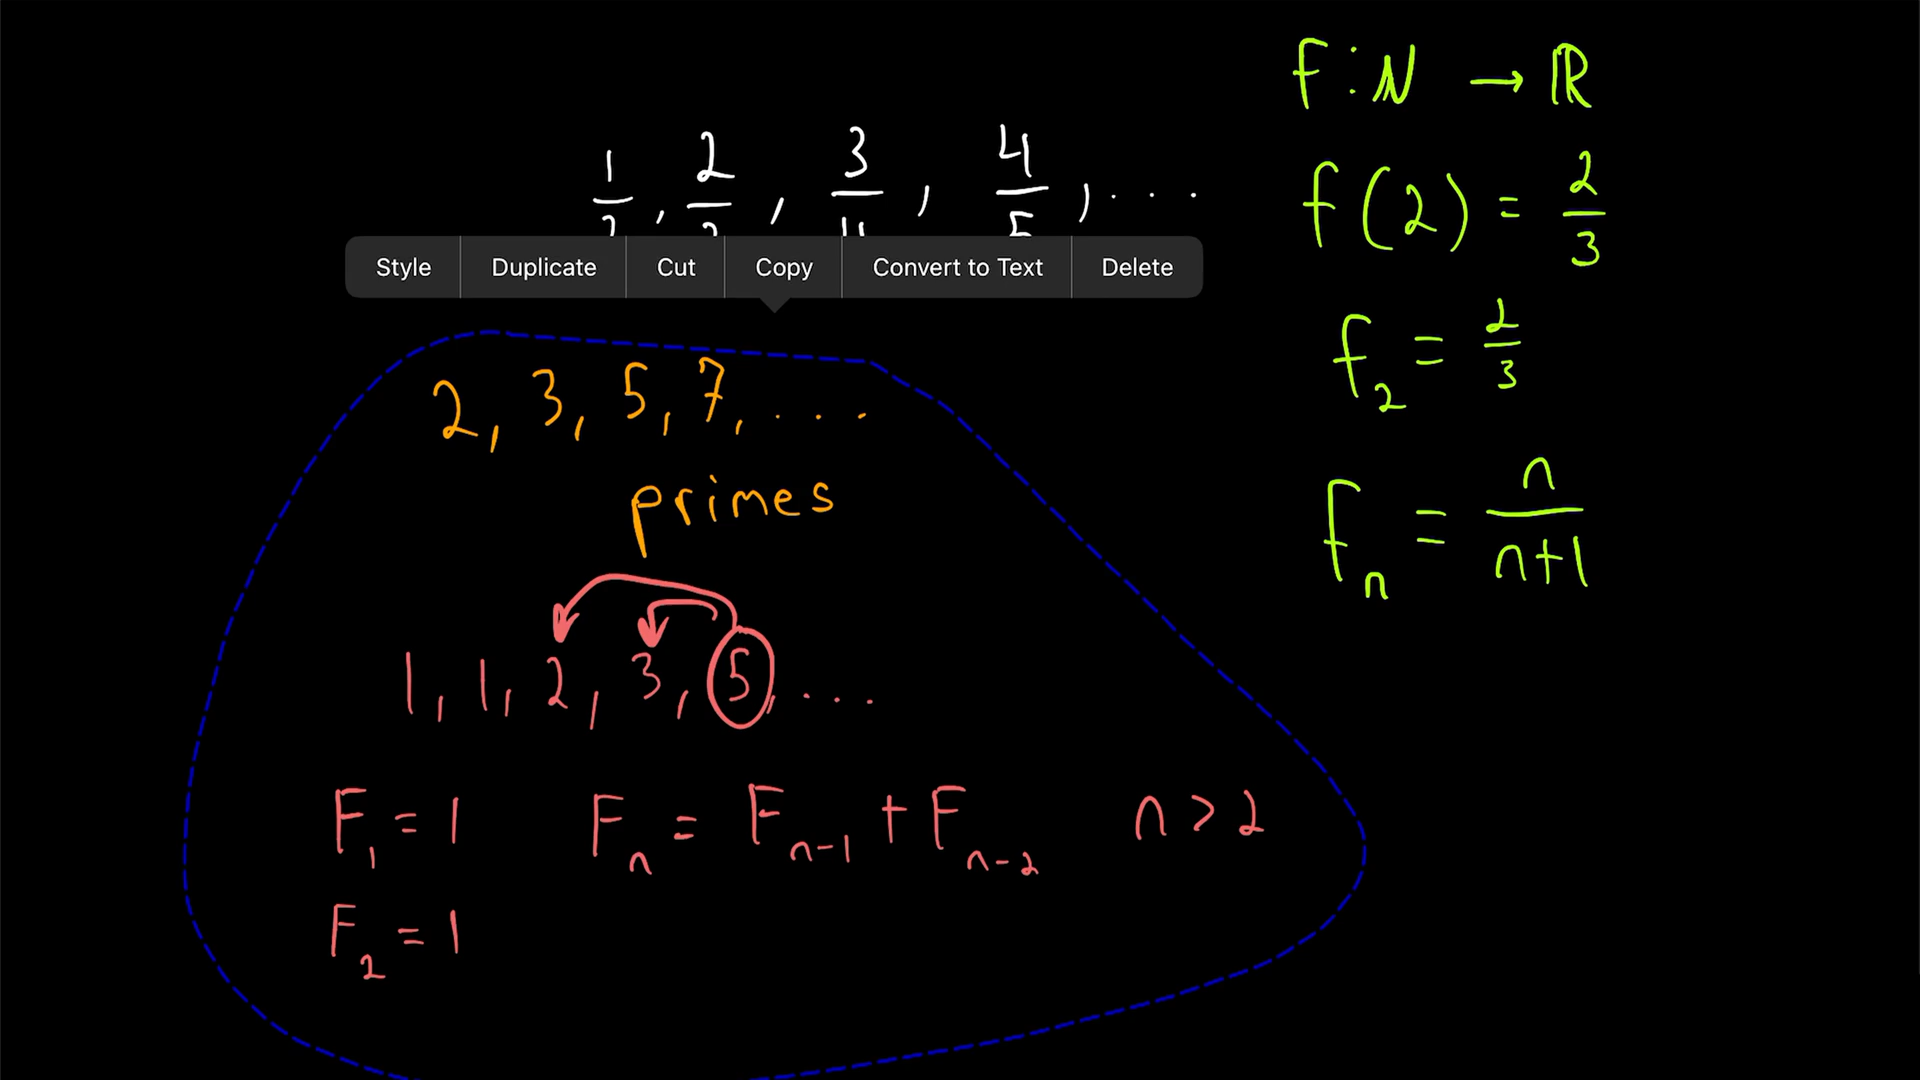 1/2, 2/3, 3/4, 4/5, ...
Style Duplicate Cut Copy Convert to Text Delete
2, 3, 5, 7, ...
primes
1, 1, 2, 3, 5, ...
F₁ = 1 Fₙ = Fₙ₋₁ + Fₙ₋₂ n > 2
F₂ = 1
f : ℕ → ℝ
f(2) = 2/3
f₂ = 2/3
fₙ = n/(n+1)